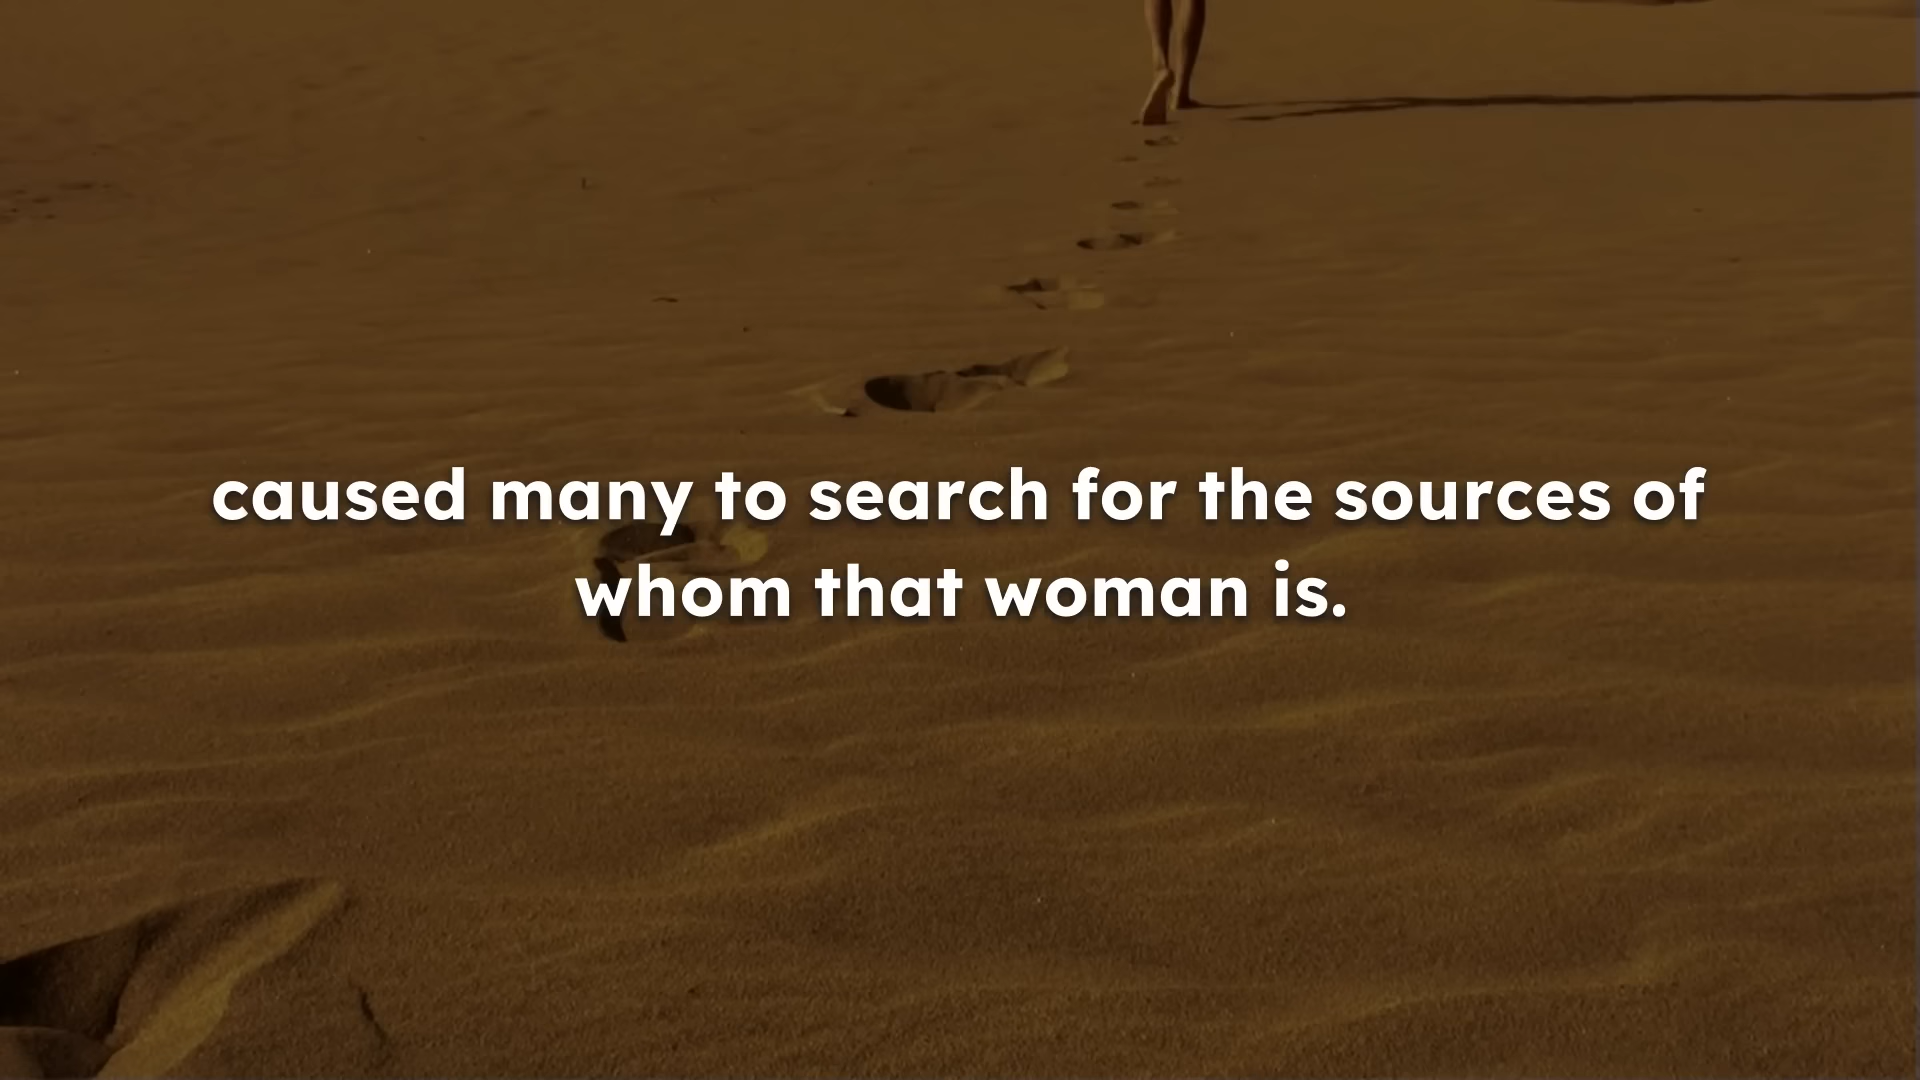 caused many to search for the sources of
whom that woman is.